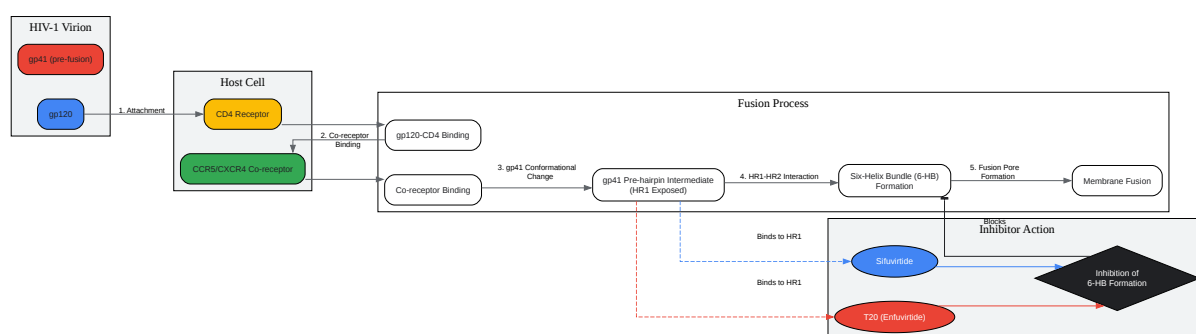 HIV-1 Virion
gp41 (pre-fusion)
gp120
1. Attachment
Host Cell
CD4 Receptor
CCR5/CXCR4 Co-receptor
2. Co-receptor
Binding
Fusion Process
gp120-CD4 Binding
Co-receptor Binding
3. gp41 Conformational
Change
gp41 Pre-hairpin Intermediate
(HR1 Exposed)
4. HR1-HR2 Interaction
Six-Helix Bundle (6-HB)
Formation
5. Fusion Pore
Formation
Membrane Fusion
Blocks
Inhibitor Action
Binds to HR1
Sifuvirtide
Binds to HR1
T20 (Enfuvirtide)
Inhibition of
6-HB Formation